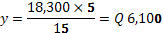 y = 18,300 × 5 / 15 = Q 6,100